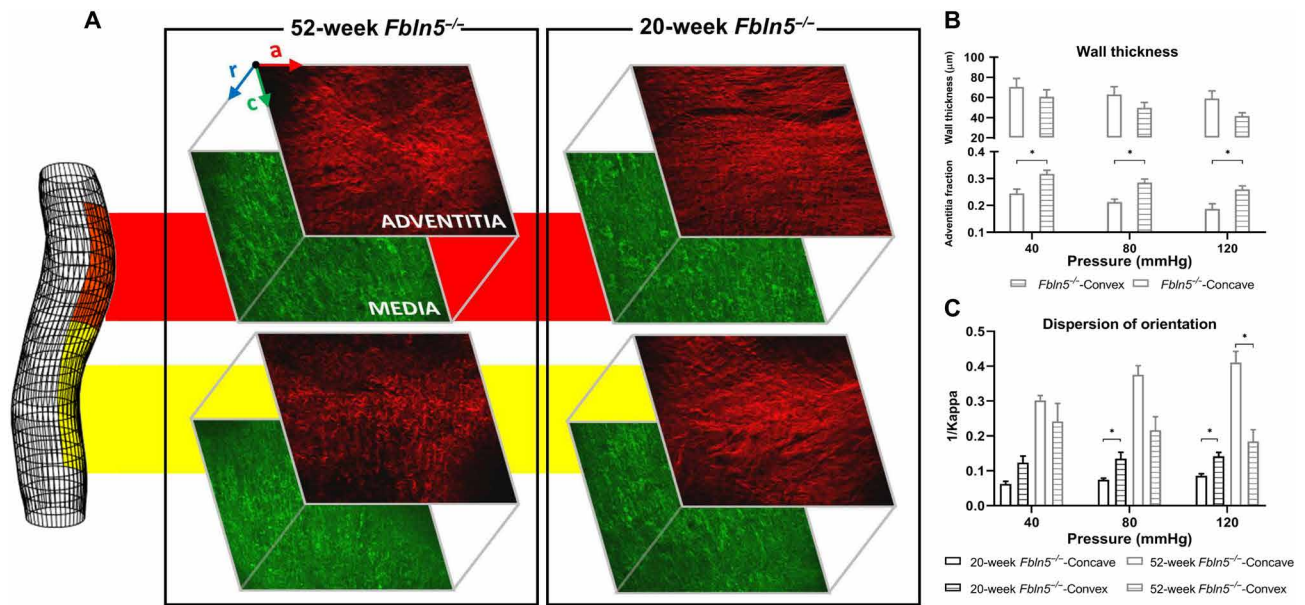 A
52-week Fbln5⁻/⁻
20-week Fbln5⁻/⁻
a
r
c
ADVENTITIA
MEDIA
B
Wall thickness
Wall thickness (µm)
100
80
60
40
20
Adventitia fraction
0.4
0.3
0.2
0.1
* * *
40 80 120
Pressure (mmHg)
Fbln5⁻/⁻-Convex Fbln5⁻/⁻-Concave
C
Dispersion of orientation
1/Kappa
0.5
0.4
0.3
0.2
0.1
0.0
* * *
40 80 120
Pressure (mmHg)
20-week Fbln5⁻/⁻-Concave 52-week Fbln5⁻/⁻-Concave
20-week Fbln5⁻/⁻-Convex 52-week Fbln5⁻/⁻-Convex